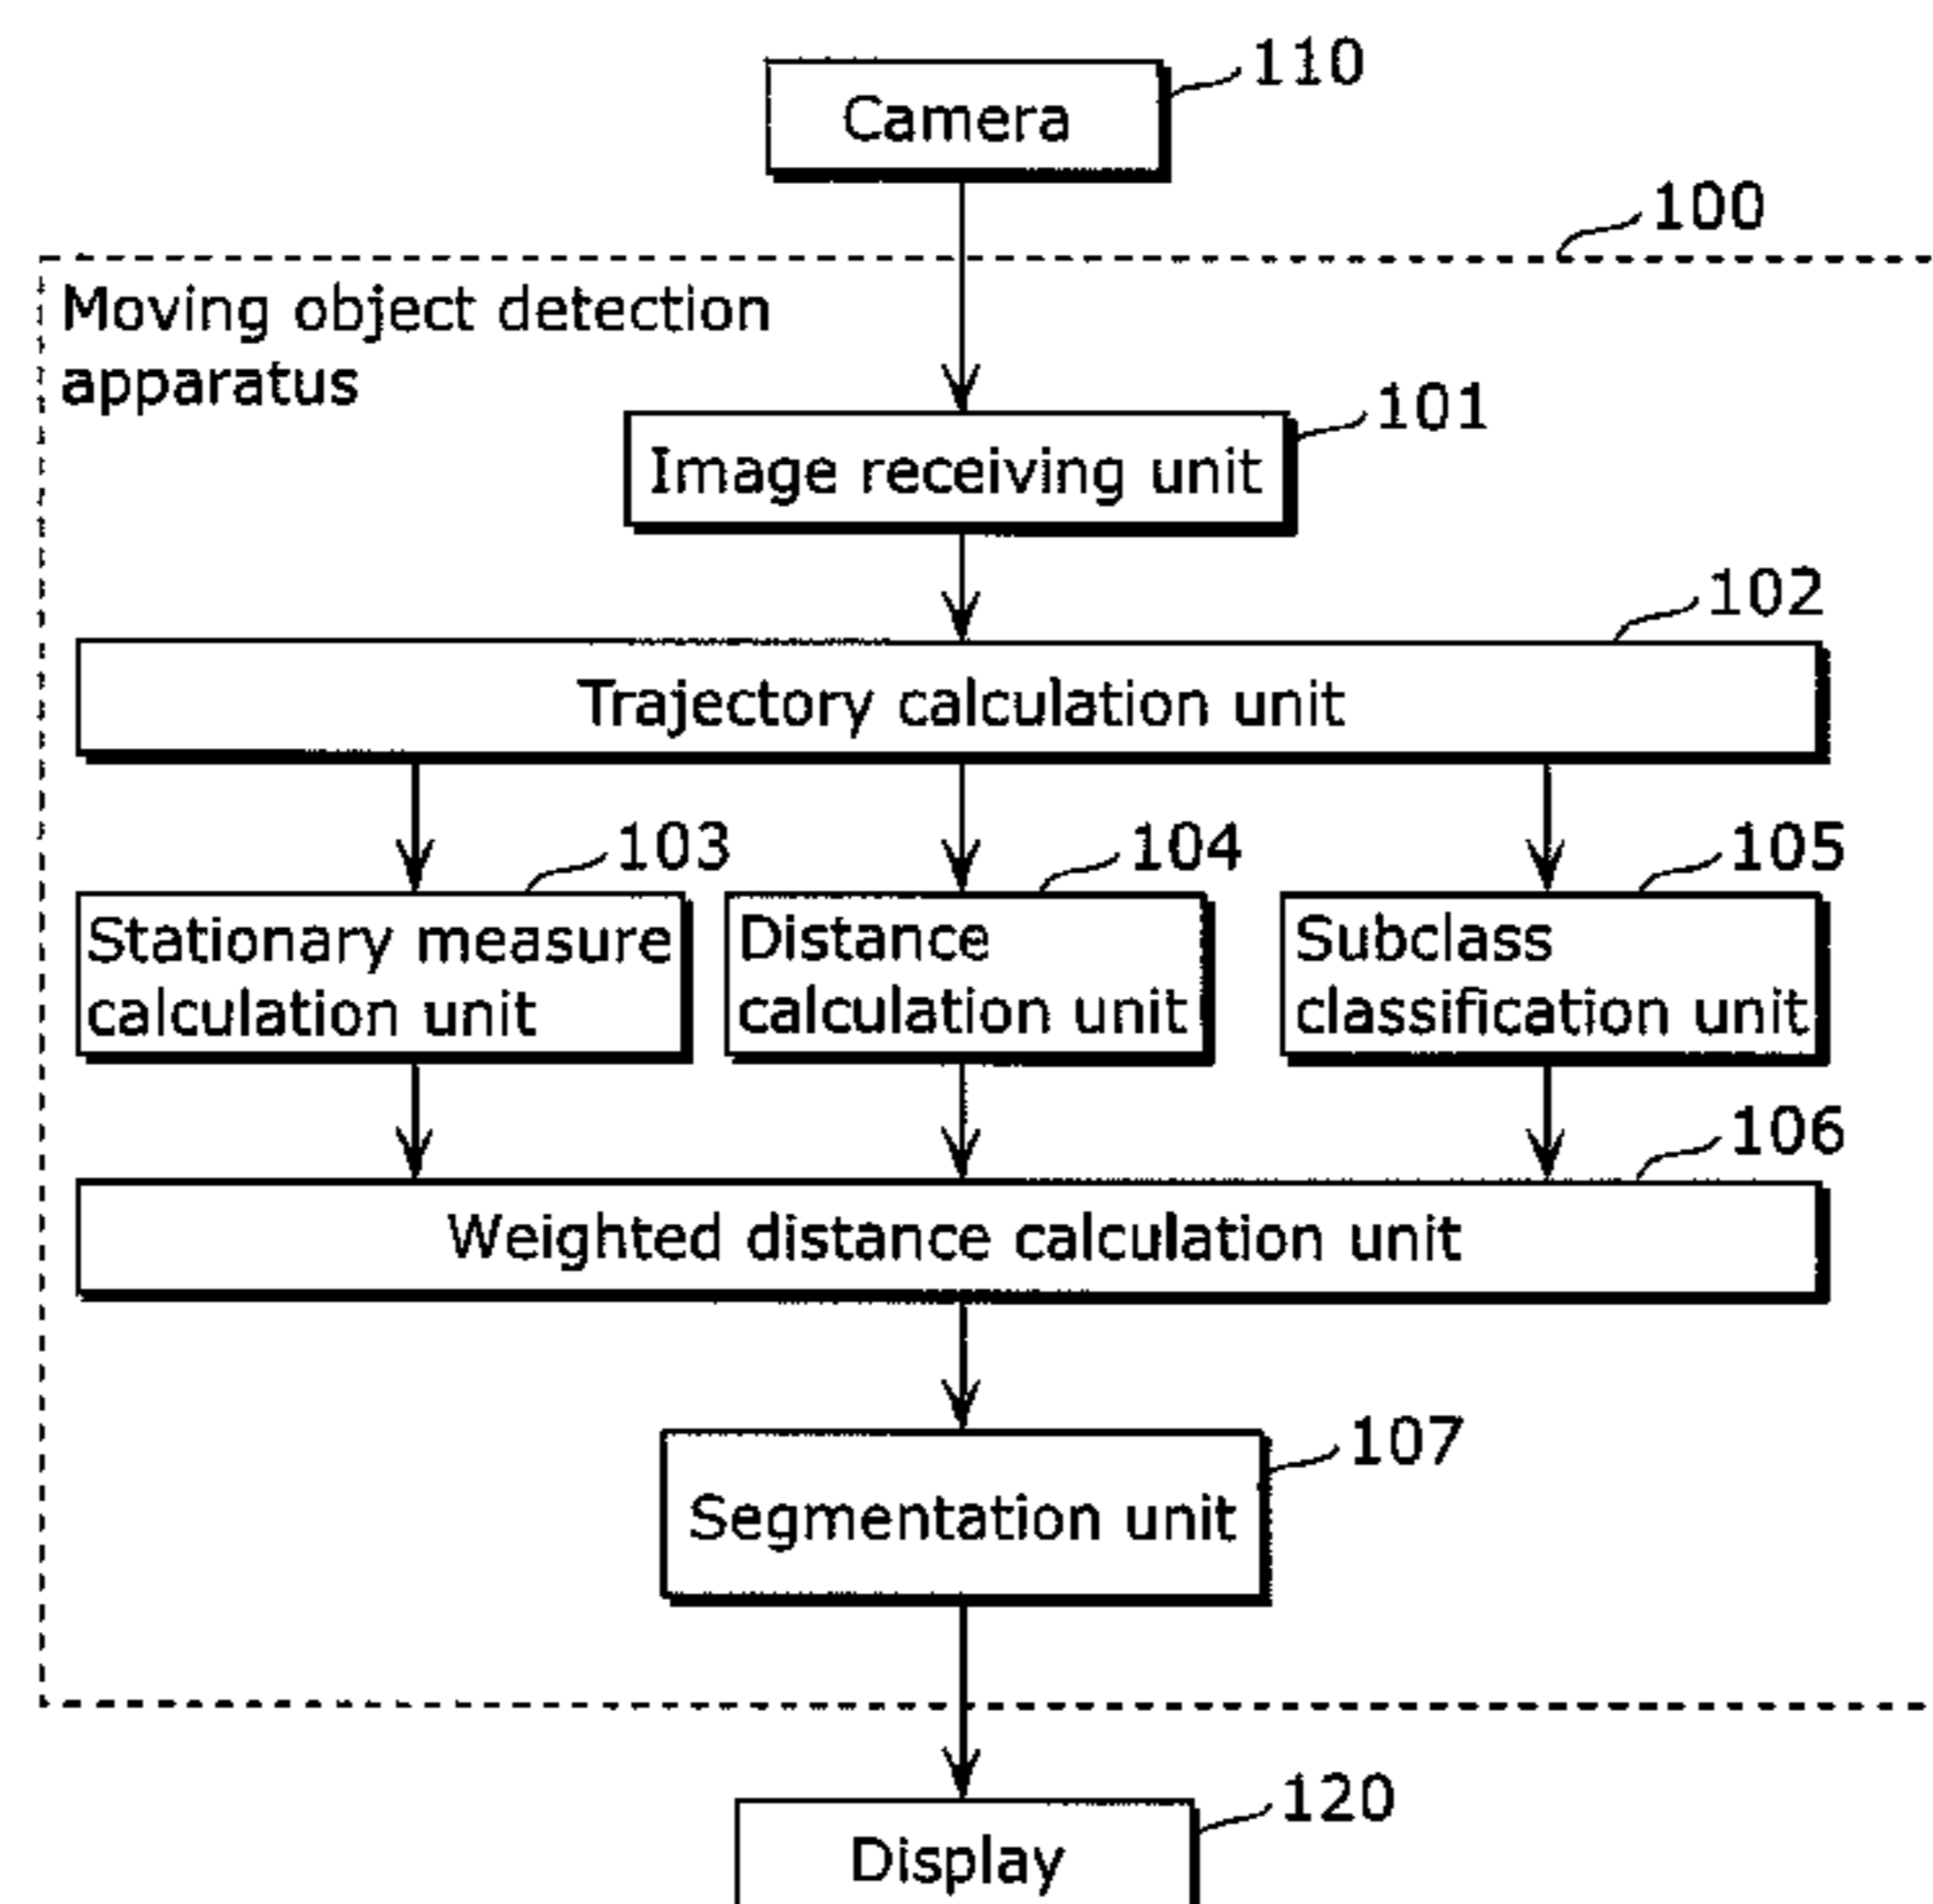 110
Camera
100
Moving object detection
apparatus
101
Image receiving unit
102
Trajectory calculation unit
103
Stationary measure
calculation unit
104
Distance
calculation unit
105
Subclass
classification unit
106
Weighted distance calculation unit
107
Segmentation unit
120
Display